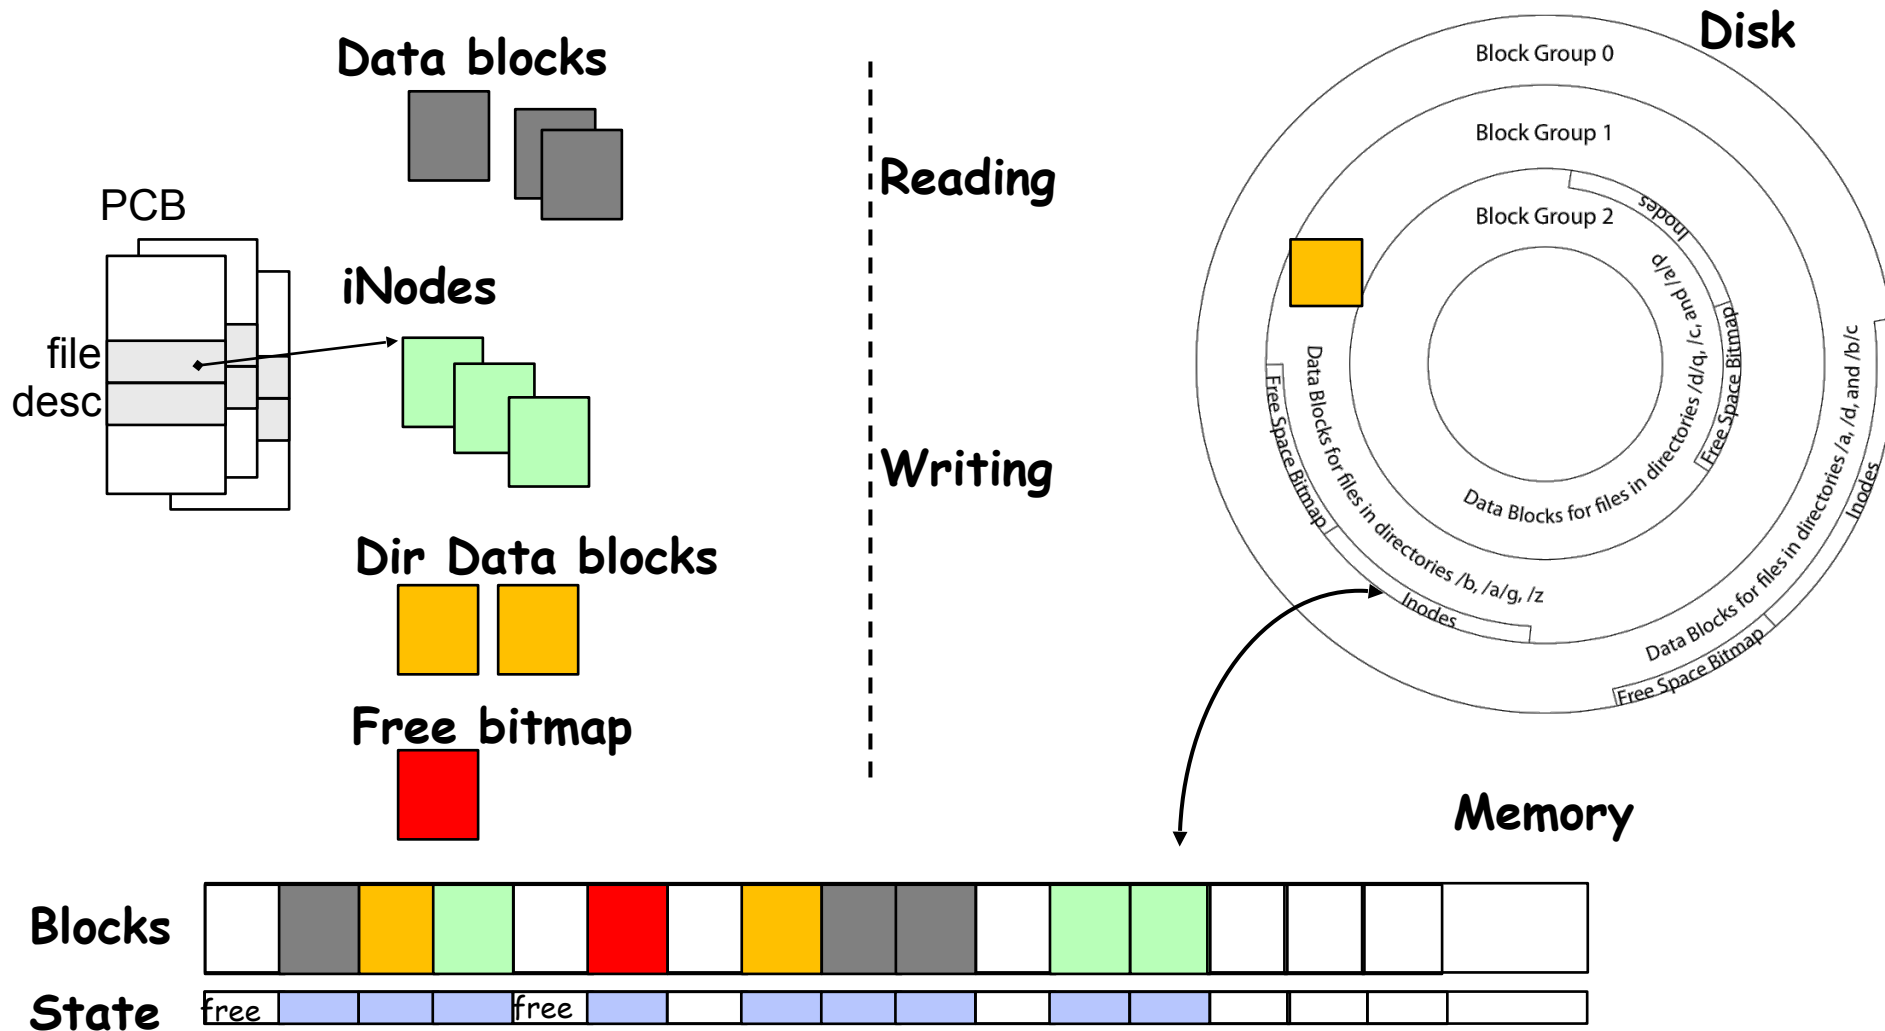 Data blocks
Disk
Block Group 0
Block Group 1
Reading
PCB
Block Group 2
Inodes
iNodes
file
desc
Data Blocks for files in directories /d/q, /c, and /a/p
Free Space Bitmap
Data Blocks for files in directories /b, /a/g, /z
Free Space Bitmap
Inodes
Data Blocks for files in directories /a, /d, and /b/c
Inodes
Free Space Bitmap
Writing
Dir Data blocks
Free bitmap
Memory
Blocks
State
free
free